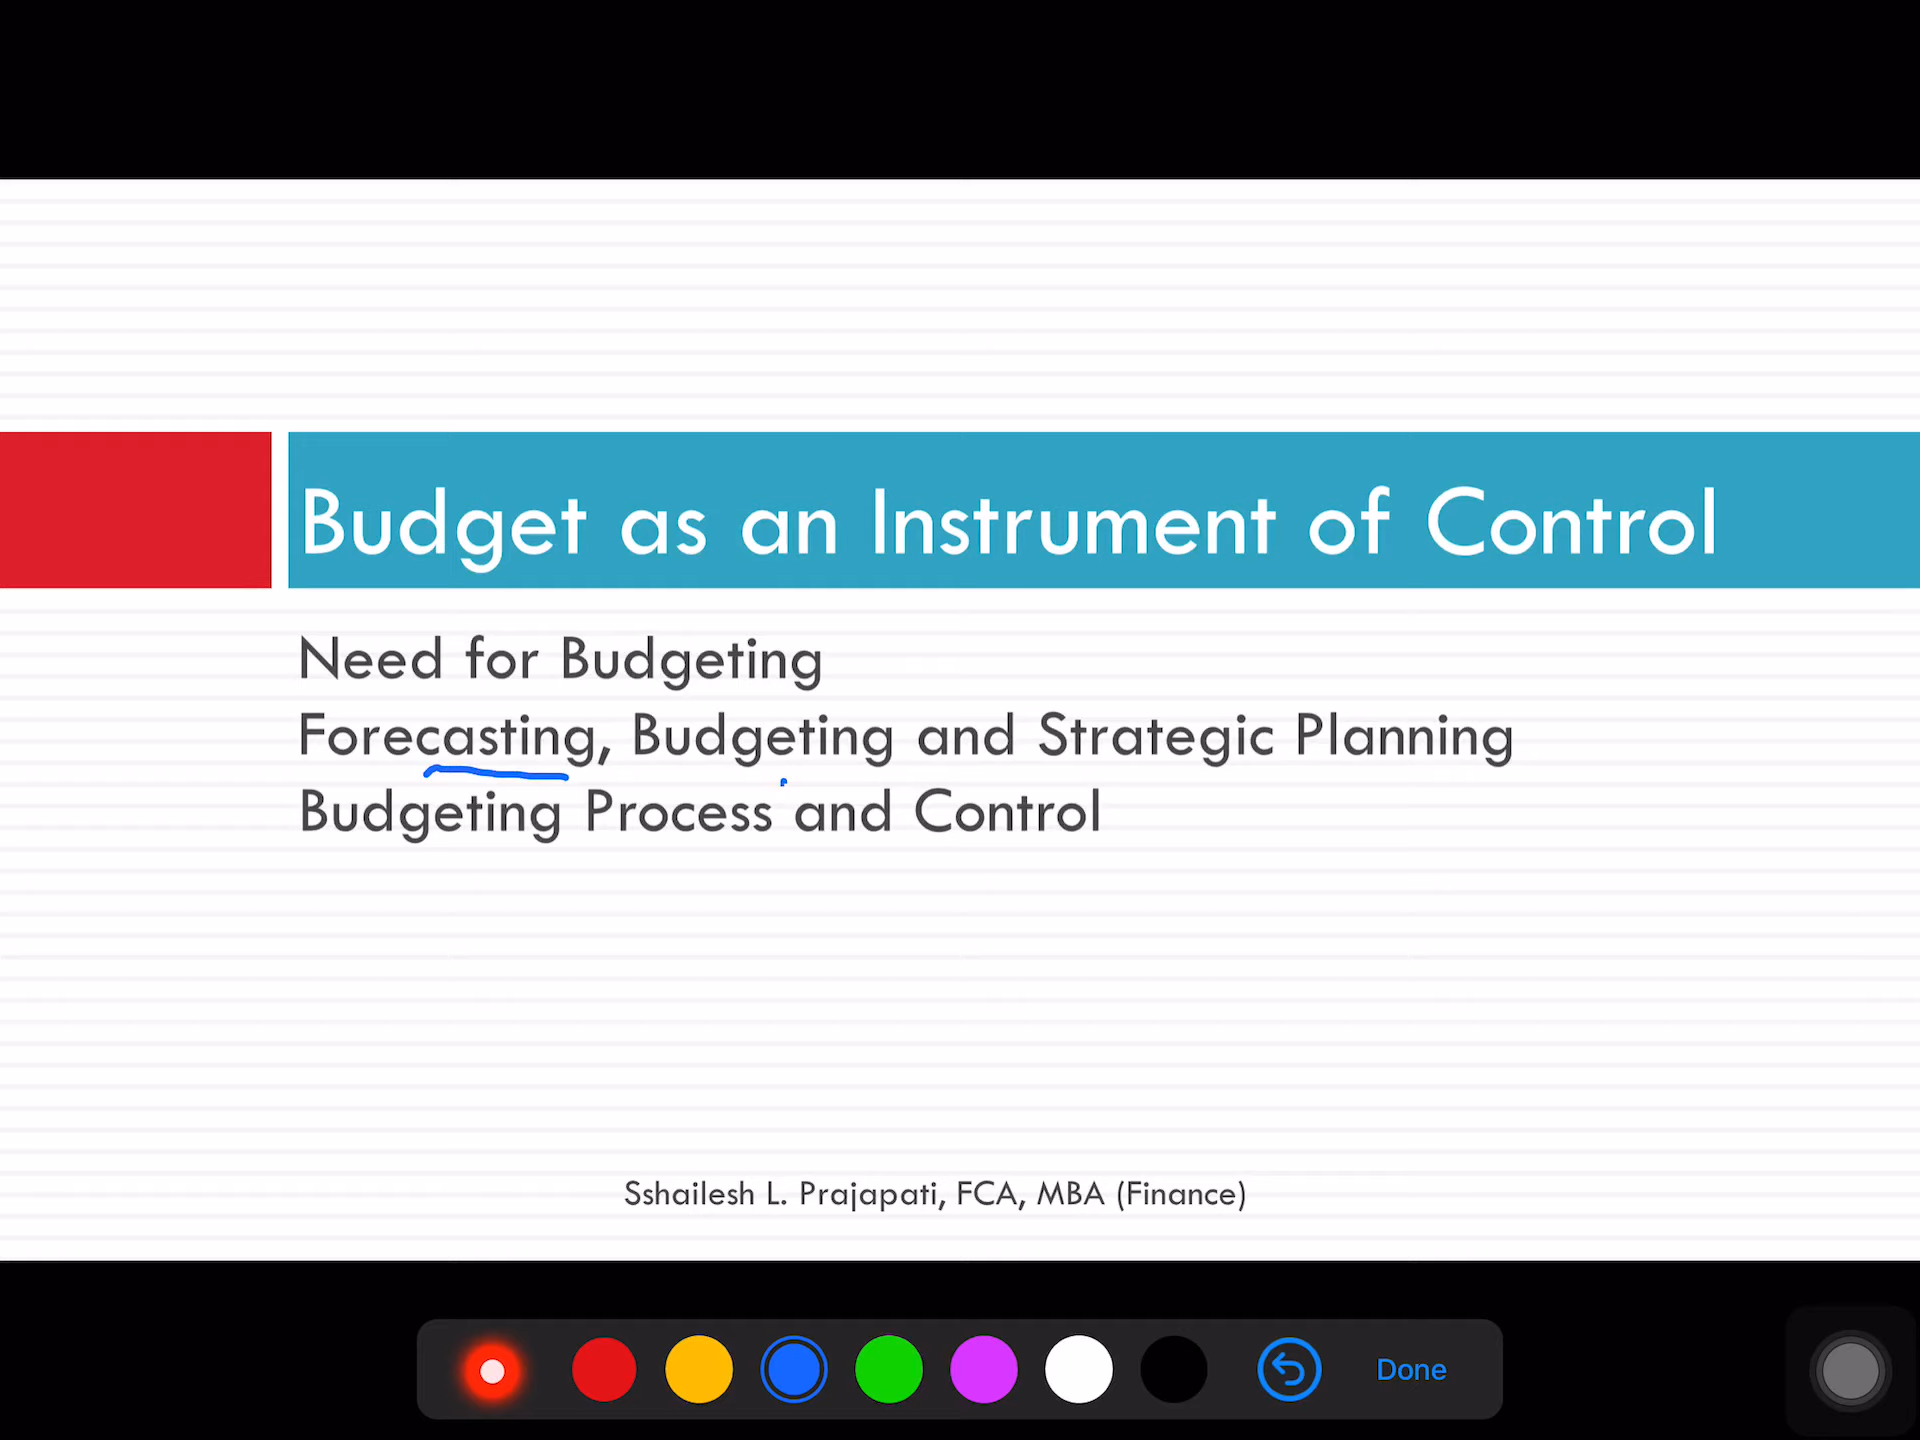 Budget as an Instrument of Control
Need for Budgeting
Forecasting, Budgeting and Strategic Planning
Budgeting Process and Control
Sshailesh L. Prajapati, FCA, MBA (Finance)
Done